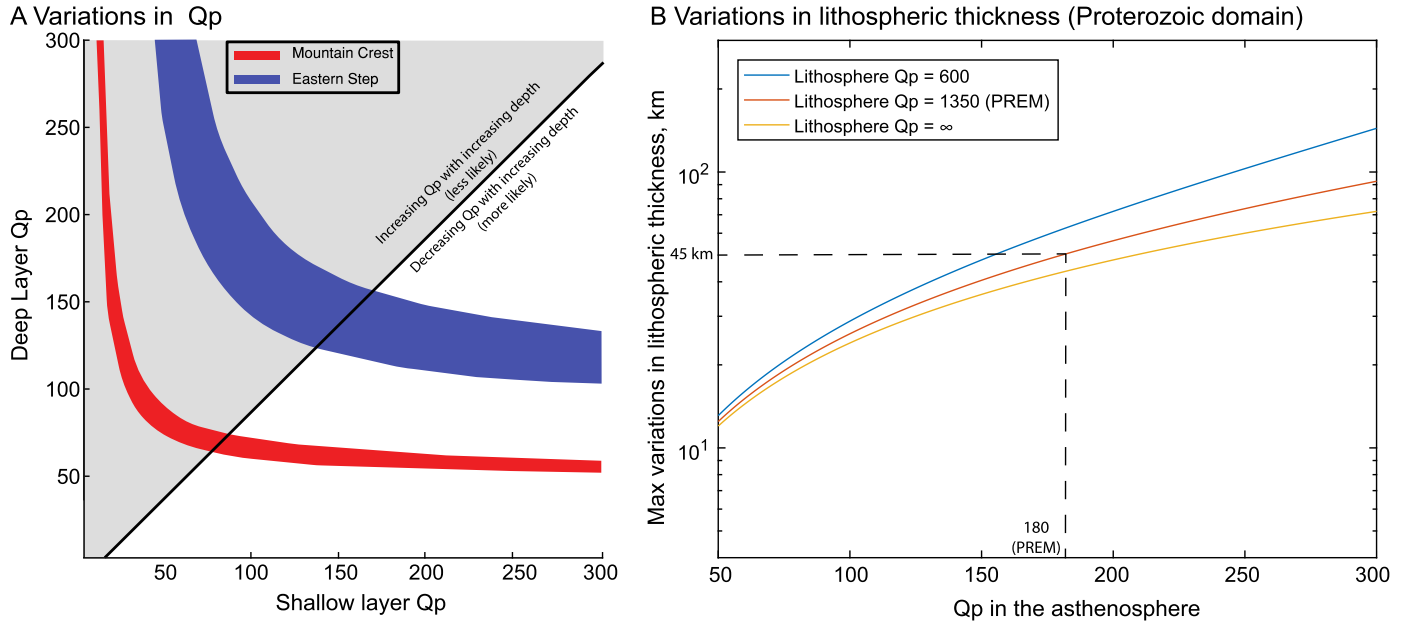 A Variations in Qp
300
250
200
150
100
50
Deep Layer Qp
Mountain Crest
Eastern Step
Increasing Qp with increasing depth
(less likely)
Decreasing Qp with increasing depth
(more likely)
50
100
150
200
250
300
Shallow layer Qp
B Variations in lithospheric thickness (Proterozoic domain)
Lithosphere Qp = 600
Lithosphere Qp = 1350 (PREM)
Lithosphere Qp = ∞
Max variations in lithospheric thickness, km
10²
45 km
10¹
180
(PREM)
50
100
150
200
250
300
Qp in the asthenosphere